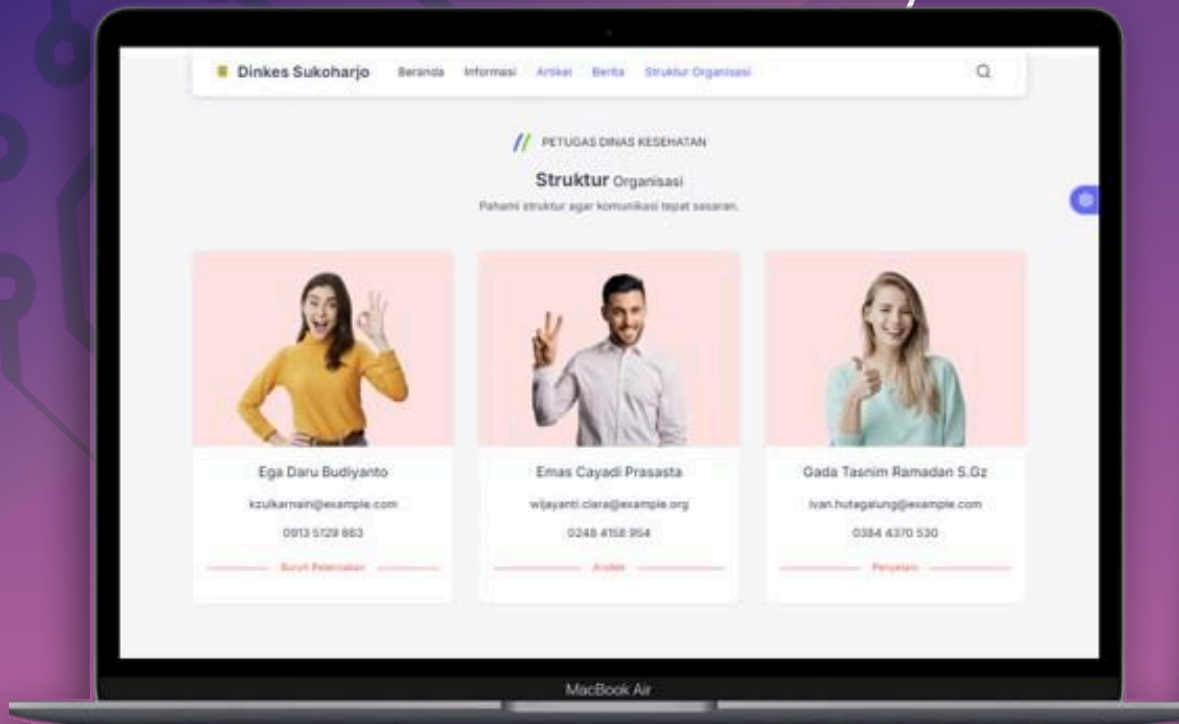 Dinkes Sukoharjo Beranda Informasi Artikel Berita Struktur Organisasi
PETUGAS DINAS KESEHATAN
Struktur Organisasi
Pahami struktur agar komunikasi tepat sasaran.
Ega Daru Budiyanto
kzulkarnain@example.com
0913 5129 863
Buruh Peternakan
Emas Cayadi Prasasta
wijayanti.clara@example.org
0248 4158 954
Arsitek
Gada Tasnim Ramadan S.Gz
ivan.hutagalung@example.com
0384 4370 530
Penyelam
MacBook Air